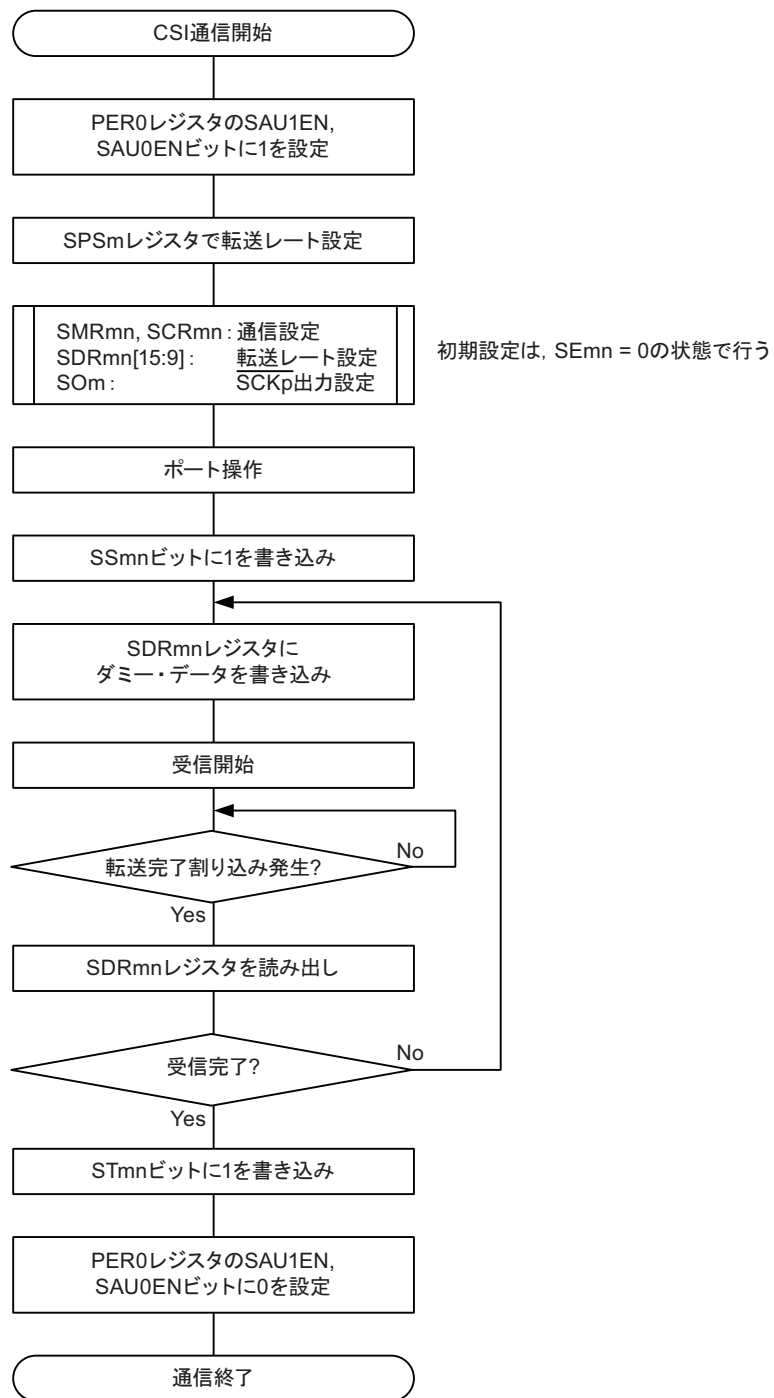 CSI通信開始
PER0レジスタのSAU1EN,
SAU0ENビットに1を設定
SPSmレジスタで転送レート設定
SMRmn, SCRmn : 通信設定
SDRmn[15:9] : 転送レート設定
SOm : SCKp出力設定
初期設定は, SEmn = 0の状態で行う
ポート操作
SSmnビットに1を書き込み
SDRmnレジスタに
ダミー・データを書き込み
受信開始
転送完了割り込み発生?
No
Yes
SDRmnレジスタを読み出し
受信完了?
No
Yes
STmnビットに1を書き込み
PER0レジスタのSAU1EN,
SAU0ENビットに0を設定
通信終了